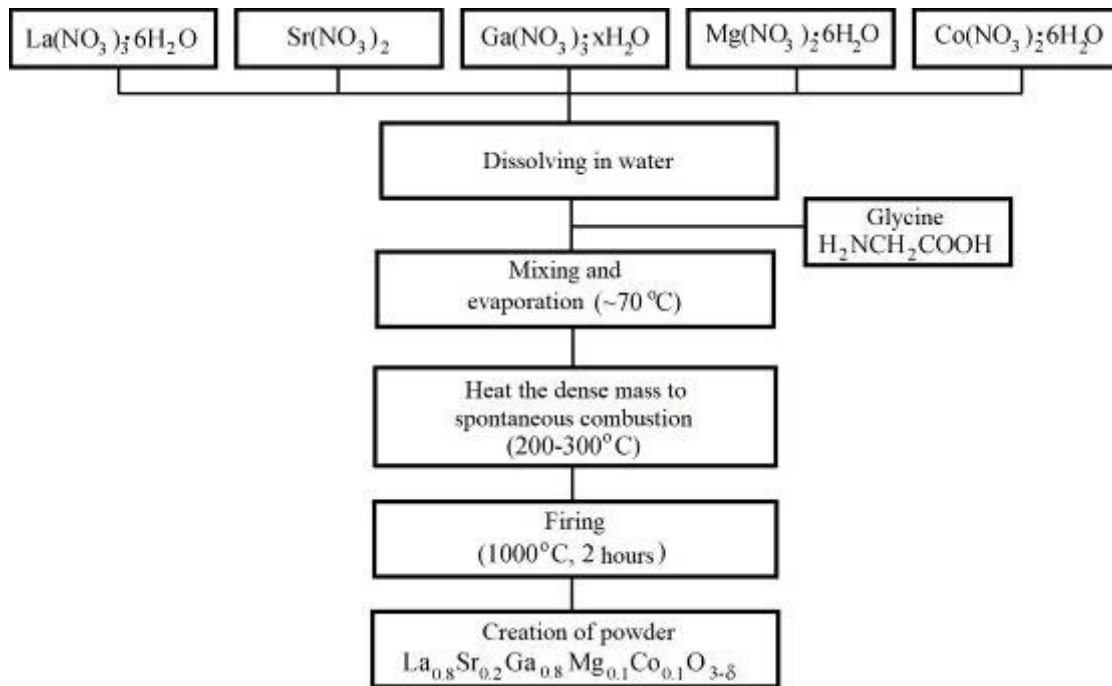 La(NO₃)₃·6H₂O
Sr(NO₃)₂
Ga(NO₃)₃·xH₂O
Mg(NO₃)₂·6H₂O
Co(NO₃)₂·6H₂O
Dissolving in water
Glycine
H₂NCH₂COOH
Mixing and
evaporation (~70 °C)
Heat the dense mass to
spontaneous combustion
(200-300°C)
Firing
(1000°C, 2 hours)
Creation of powder
La₀.₈Sr₀.₂Ga₀.₈Mg₀.₁Co₀.₁O₃₋δ